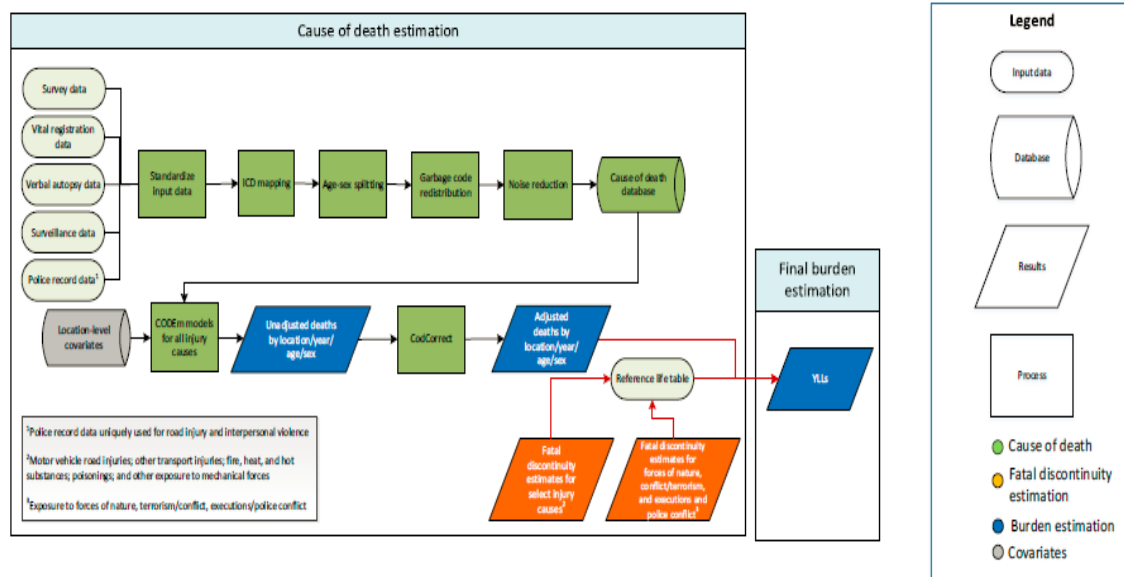 Cause of death estimation
Survey data
Vital registration
data
Verbal autopsy data
Surveillance data
Police record data¹
Standardize
input data
ICD mapping
Age-sex splitting
Garbage code
redistribution
Noise reduction
Cause of death
database
Location-level
covariates
CODEm models
for all injury
causes
Unadjusted deaths
by location/year/
age/sex
CodCorrect
Adjusted
deaths by
location/year/
age/sex
Reference life table
Fatal
discontinuity
estimates for
select injury
causes²
Fatal discontinuity
estimates for
forces of nature,
conflict/terrorism,
and executions and
police conflict³
¹Police record data uniquely used for road injury and interpersonal violence
²Motor vehicle road injuries; other transport injuries; fire, heat, and hot
substances; poisonings; and other exposure to mechanical forces
³Exposure to forces of nature, terrorism/conflict, executions/police conflict
Final burden
estimation
YLLs
Legend
Input data
Database
Results
Process
Cause of death
Fatal discontinuity
estimation
Burden estimation
Covariates